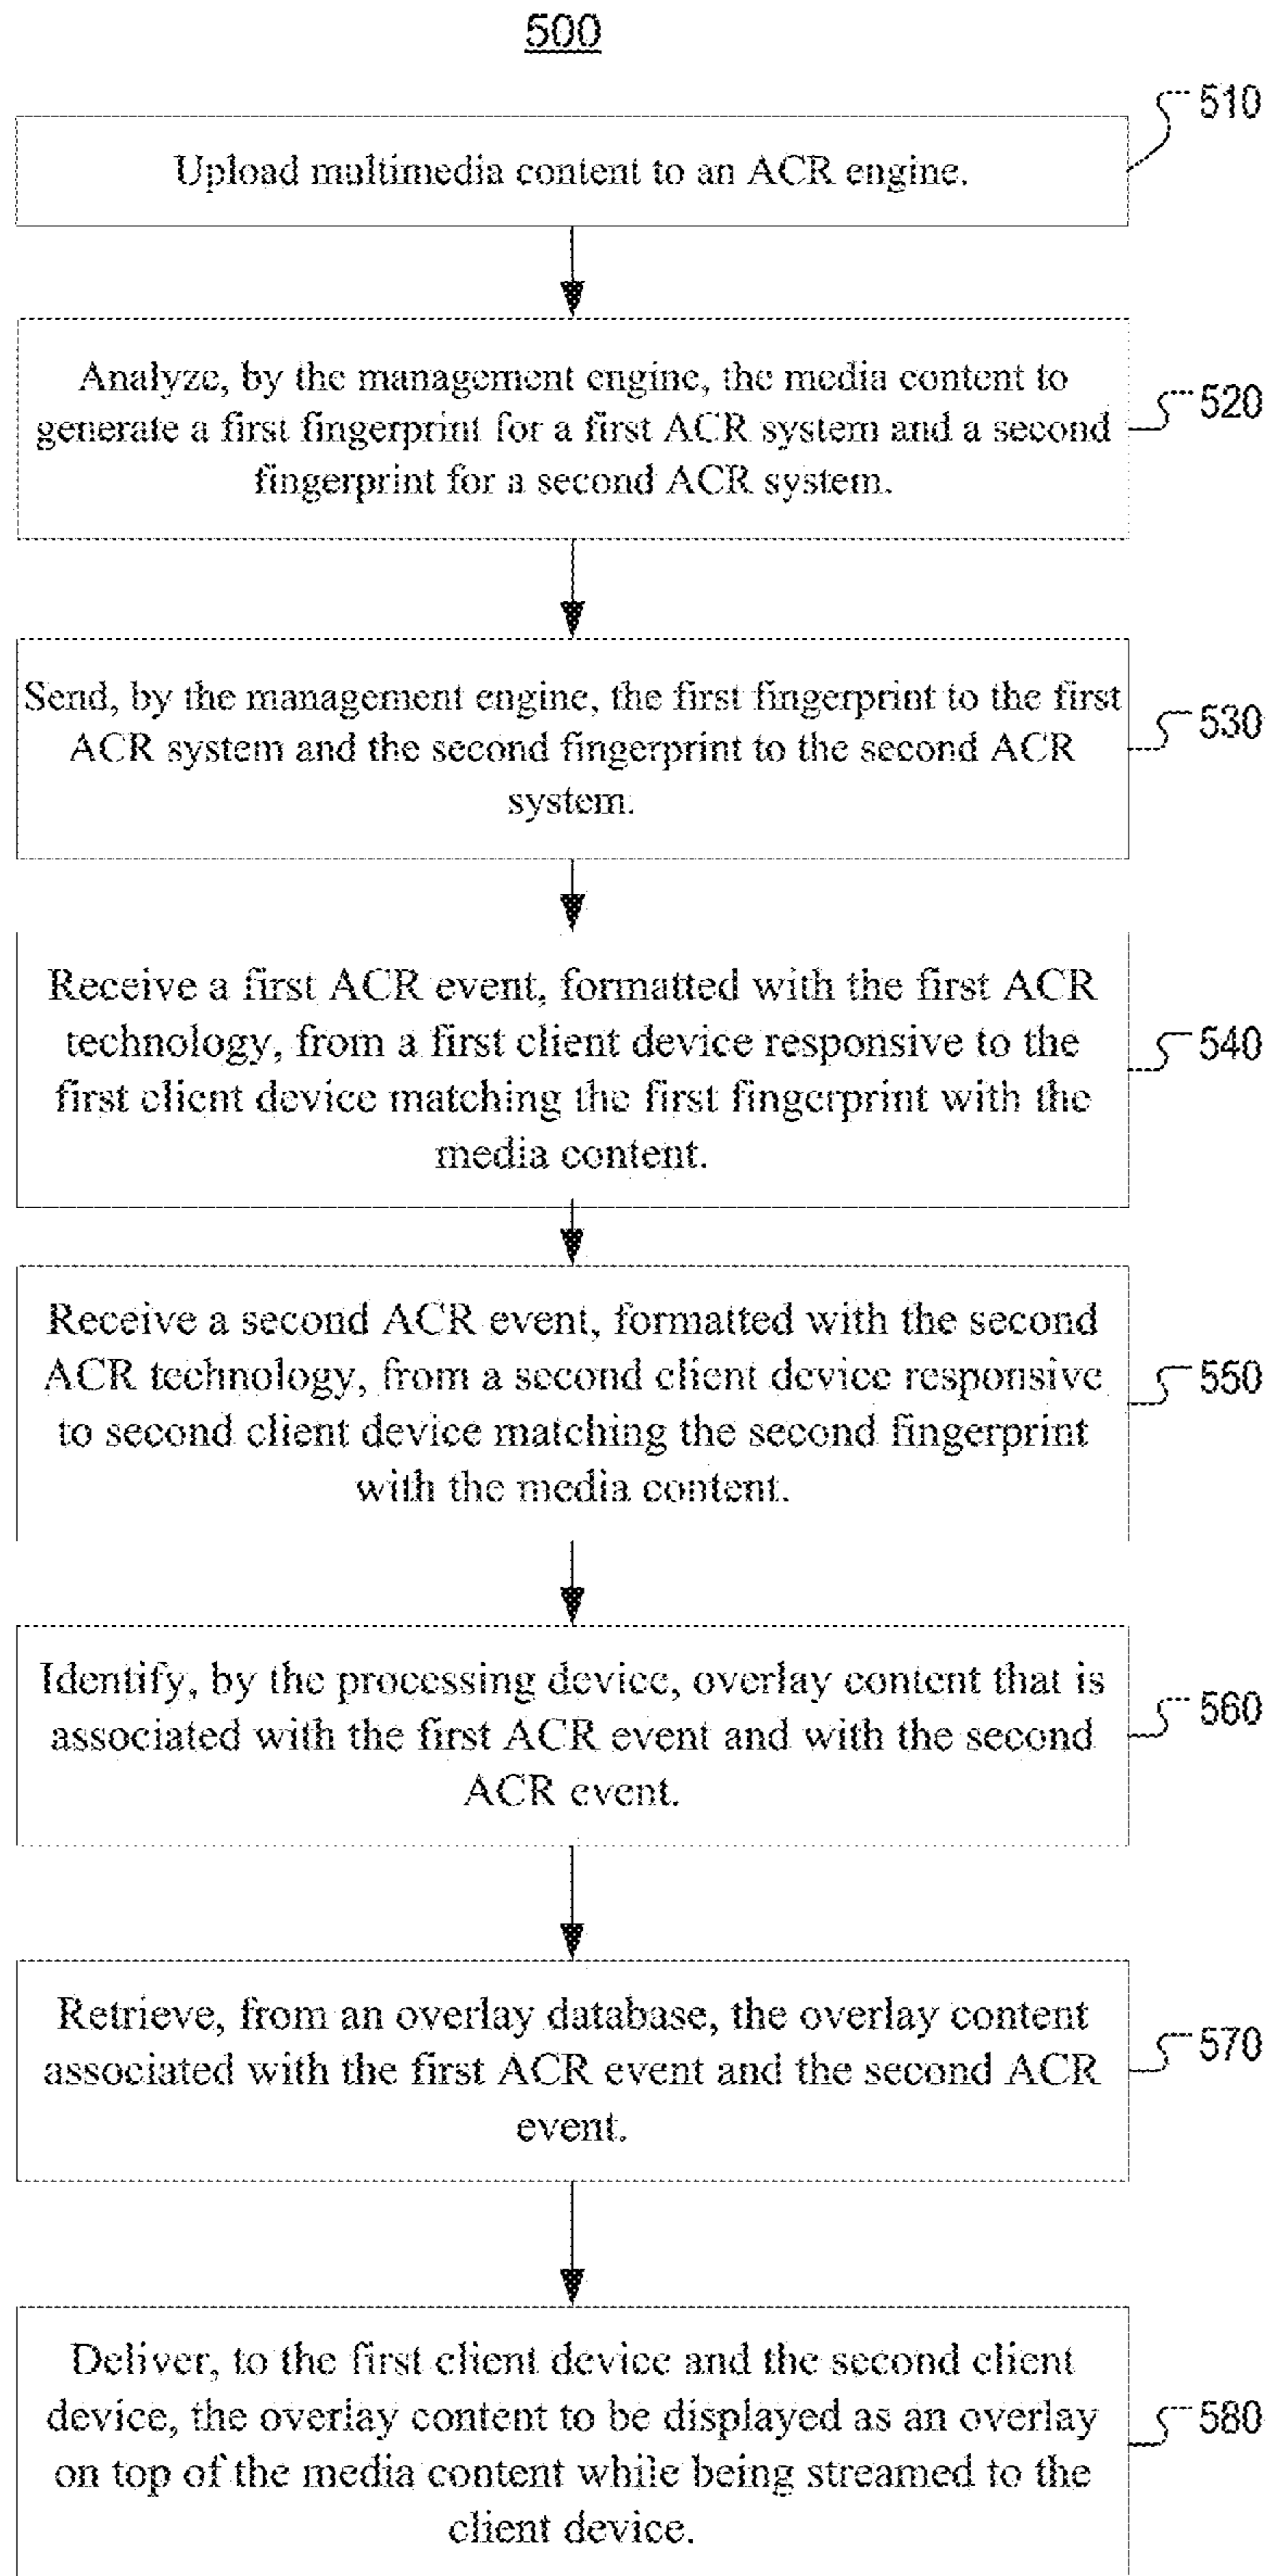 500
510
Upload multimedia content to an ACR engine.
Analyze, by the management engine, the media content to
generate a first fingerprint for a first ACR system and a second
fingerprint for a second ACR system.
520
Send, by the management engine, the first fingerprint to the first
ACR system and the second fingerprint to the second ACR
system.
530
Receive a first ACR event, formatted with the first ACR
technology, from a first client device responsive to the
first client device matching the first fingerprint with the
media content.
540
Receive a second ACR event, formatted with the second
ACR technology, from a second client device responsive
to second client device matching the second fingerprint
with the media content.
550
Identify, by the processing device, overlay content that is
associated with the first ACR event and with the second
ACR event.
560
Retrieve, from an overlay database, the overlay content
associated with the first ACR event and the second ACR
event.
570
Deliver, to the first client device and the second client
device, the overlay content to be displayed as an overlay
on top of the media content while being streamed to the
client device.
580